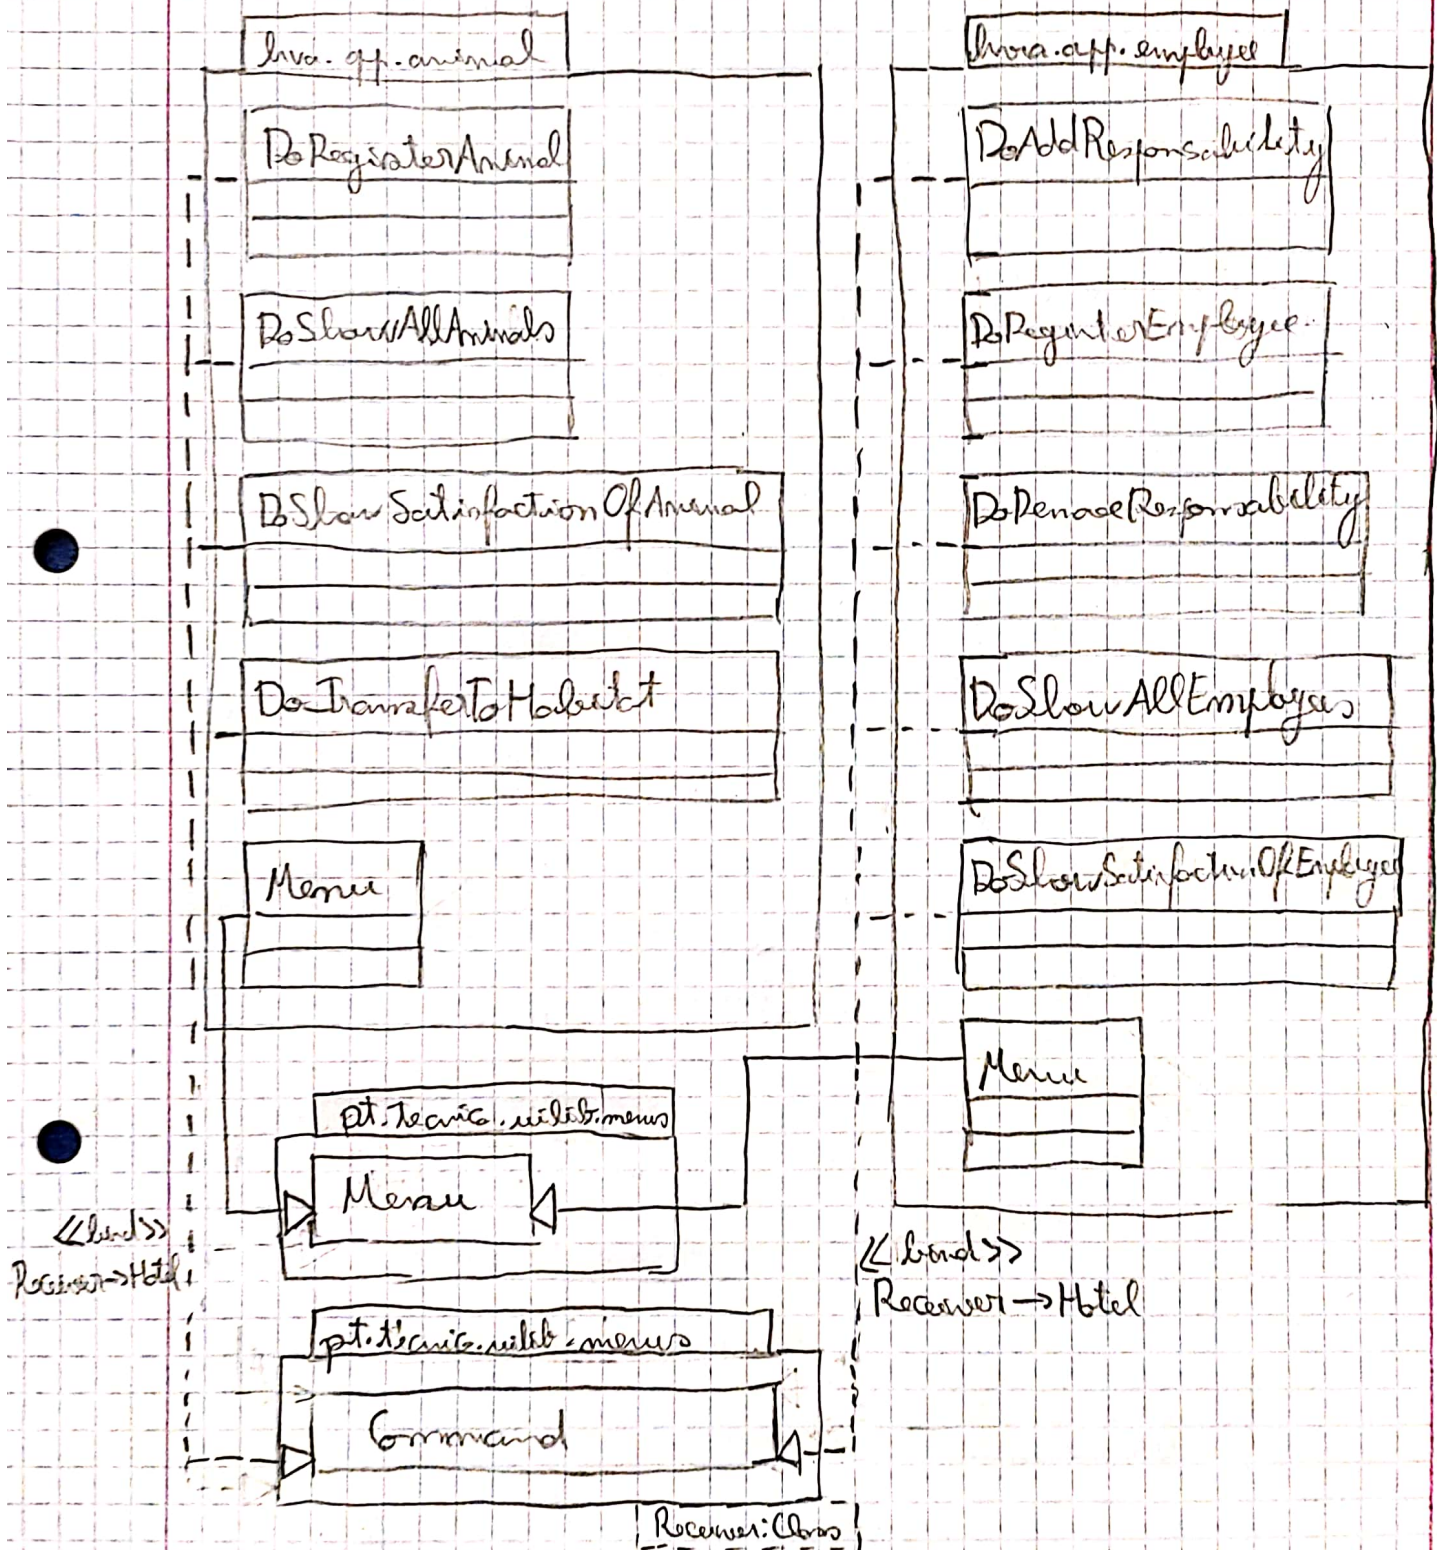 hva.app.animal
DoRegisterAnimal
DoShowAllAnimals
DoShowSatisfactionOfAnimal
DoTransferToHabitat
Menu
hva.app.employee
DoAddResponsability
DoRegisterEmployee
DoRemoveResponsability
DoShowAllEmployees
DoShowSatisfactionOfEmployee
Menu
pt.tecnico.uilib.menus
Menu
<<bind>>
Receiver→Hotel
<<bind>>
Receiver→Hotel
pt.técnico.uilib.menus
Command
Receiver:Class